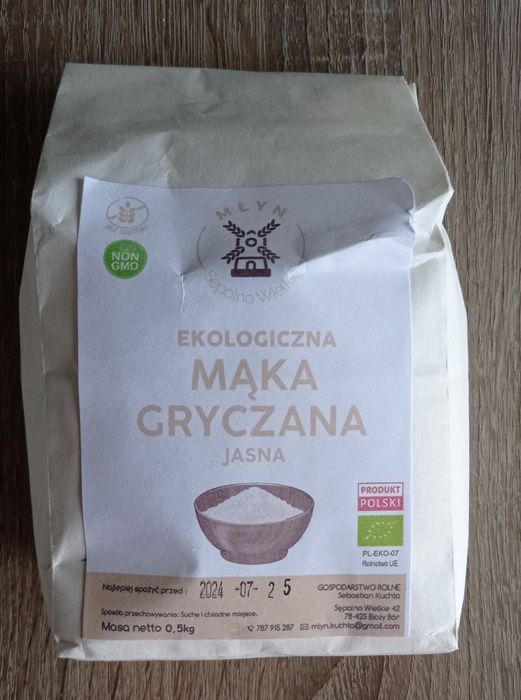 BEZ GLUTENU
NON
GMO
MŁYN
Sępolno Wielkie
EKOLOGICZNA
MĄKA
GRYCZANA
JASNA
PRODUKT
POLSKI
PL-EKO-07
Rolnictwo UE
Najlepiej spożyć przed : 2024 -07- 25
GOSPODARSTWO ROLNE
Sebastian Kuchta
Sposób przechowywania: Suche i chłodne miejsce.
Sępolno Wielkie 42
78-425 Biały Bór
Masa netto 0,5kg
787 915 287 mlyn.kuchta@gmail.com